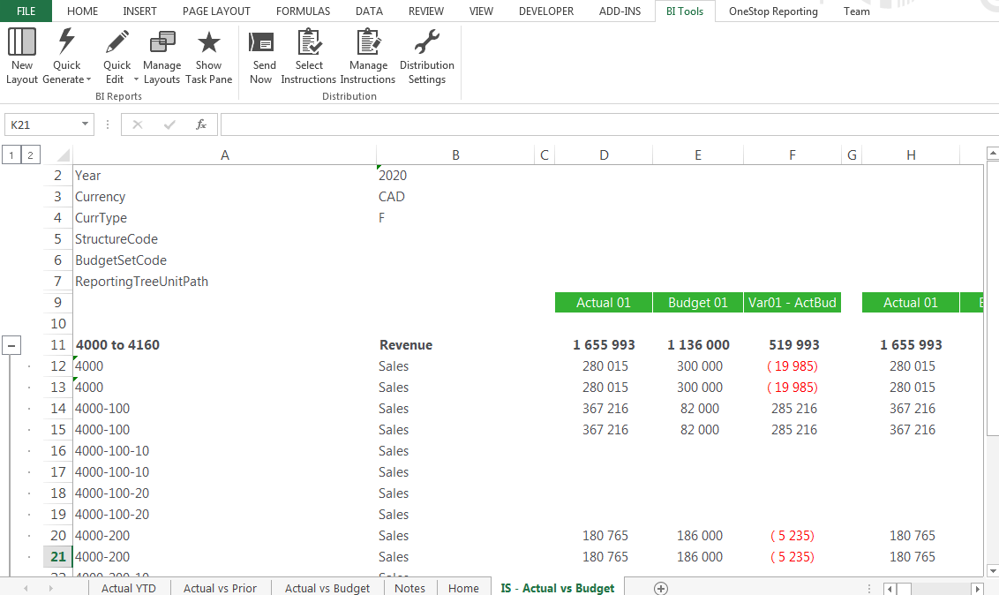 FILE HOME INSERT PAGE LAYOUT FORMULAS DATA REVIEW VIEW DEVELOPER ADD-INS BI Tools OneStop Reporting Team
New Layout Quick Generate Quick Edit Manage Layouts Show Task Pane Send Now Select Instructions Manage Instructions Distribution Settings
BI Reports Distribution
K21 fx
1 2 A B C D E F G H
2 Year 2020
3 Currency CAD
4 CurrType F
5 StructureCode
6 BudgetSetCode
7 ReportingTreeUnitPath
9 Actual 01 Budget 01 Var01 - ActBud Actual 01
10
11 4000 to 4160 Revenue 1 655 993 1 136 000 519 993 1 655 993
12 4000 Sales 280 015 300 000 ( 19 985) 280 015
13 4000 Sales 280 015 300 000 ( 19 985) 280 015
14 4000-100 Sales 367 216 82 000 285 216 367 216
15 4000-100 Sales 367 216 82 000 285 216 367 216
16 4000-100-10 Sales
17 4000-100-10 Sales
18 4000-100-20 Sales
19 4000-100-20 Sales
20 4000-200 Sales 180 765 186 000 ( 5 235) 180 765
21 4000-200 Sales 180 765 186 000 ( 5 235) 180 765
Actual YTD Actual vs Prior Actual vs Budget Notes Home IS - Actual vs Budget